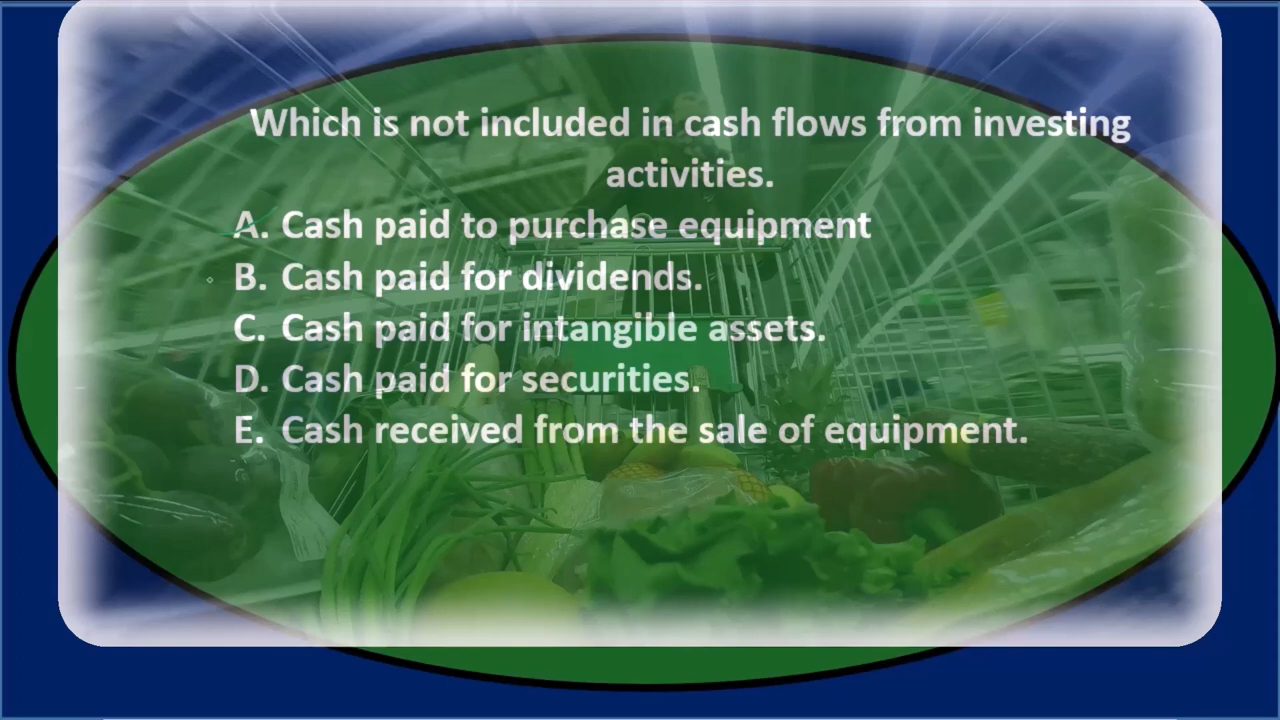 Which is not included in cash flows from investing
activities.
A. Cash paid to purchase equipment
B. Cash paid for dividends.
C. Cash paid for intangible assets.
D. Cash paid for securities.
E. Cash received from the sale of equipment.